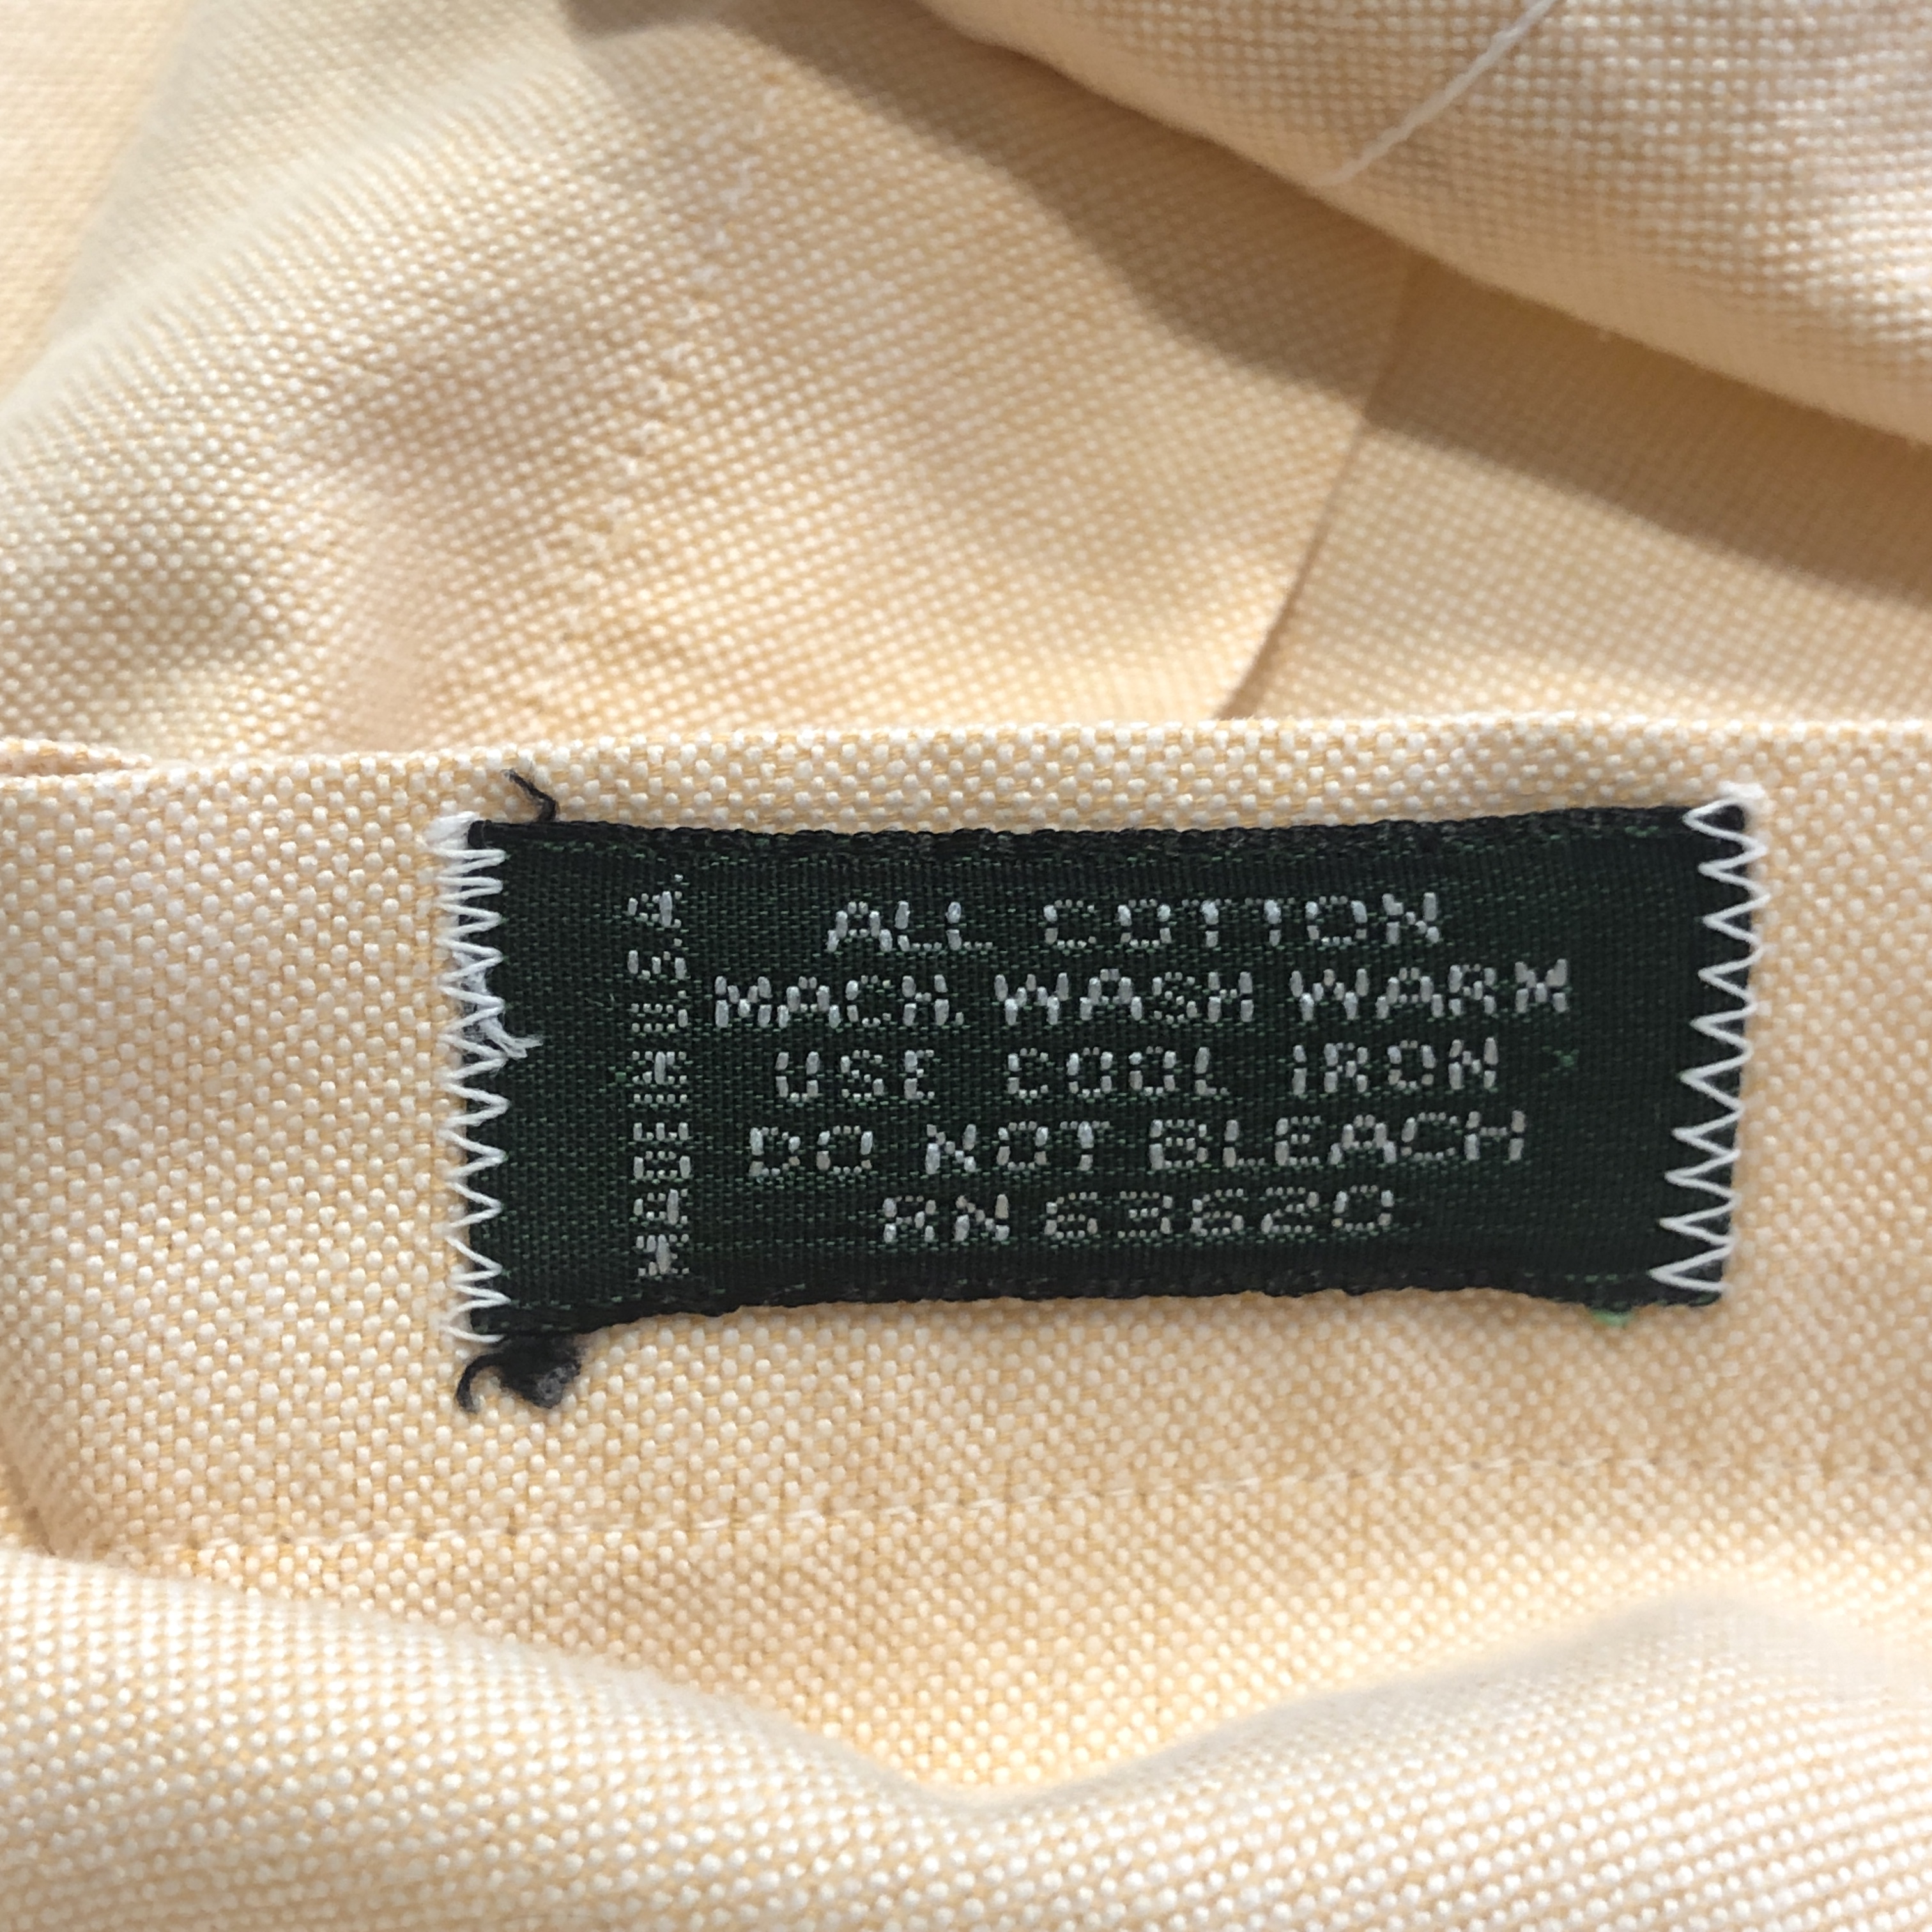 MADE IN U.S.A.
ALL COTTON
MACH. WASH WARM
USE COOL IRON
DO NOT BLEACH
RN 63620